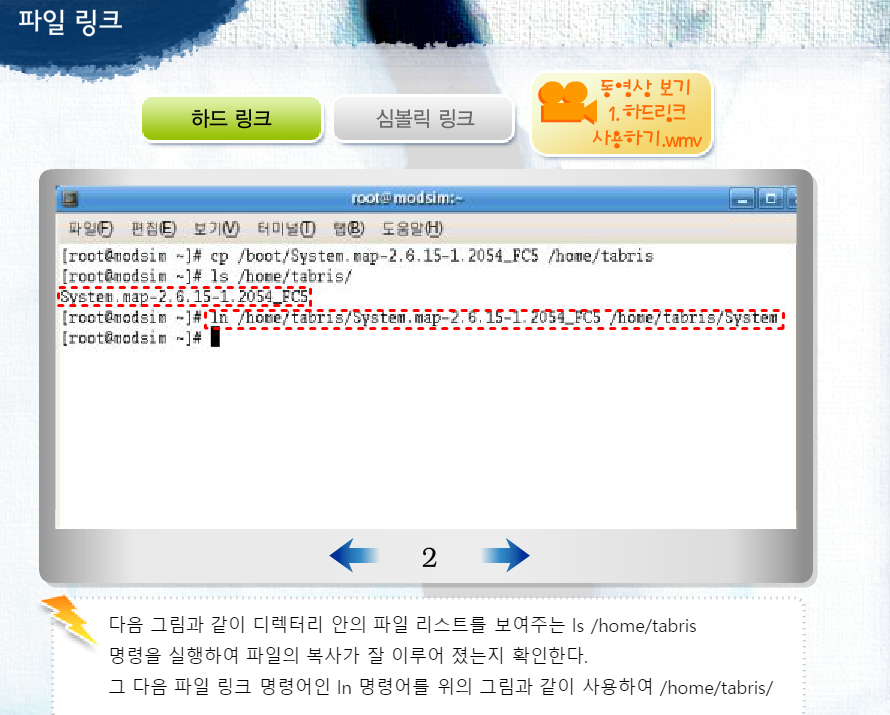 파일 링크
하드 링크
심볼릭 링크
동영상 보기
1.하드링크
사용하기.wmv
root@modsim:~
파일(F) 편집(E) 보기(V) 터미널(T) 탭(B) 도움말(H)
[root@modsim ~]# cp /boot/System.map-2.6.15-1.2054_FC5 /home/tabris
[root@modsim ~]# ls /home/tabris/
System.map-2.6.15-1.2054_FC5
[root@modsim ~]# ln /home/tabris/System.map-2.6.15-1.2054_FC5 /home/tabris/System
[root@modsim ~]#
2
다음 그림과 같이 디렉터리 안의 파일 리스트를 보여주는 ls /home/tabris
명령을 실행하여 파일의 복사가 잘 이루어 졌는지 확인한다.
그 다음 파일 링크 명령어인 ln 명령어를 위의 그림과 같이 사용하여 /home/tabris/